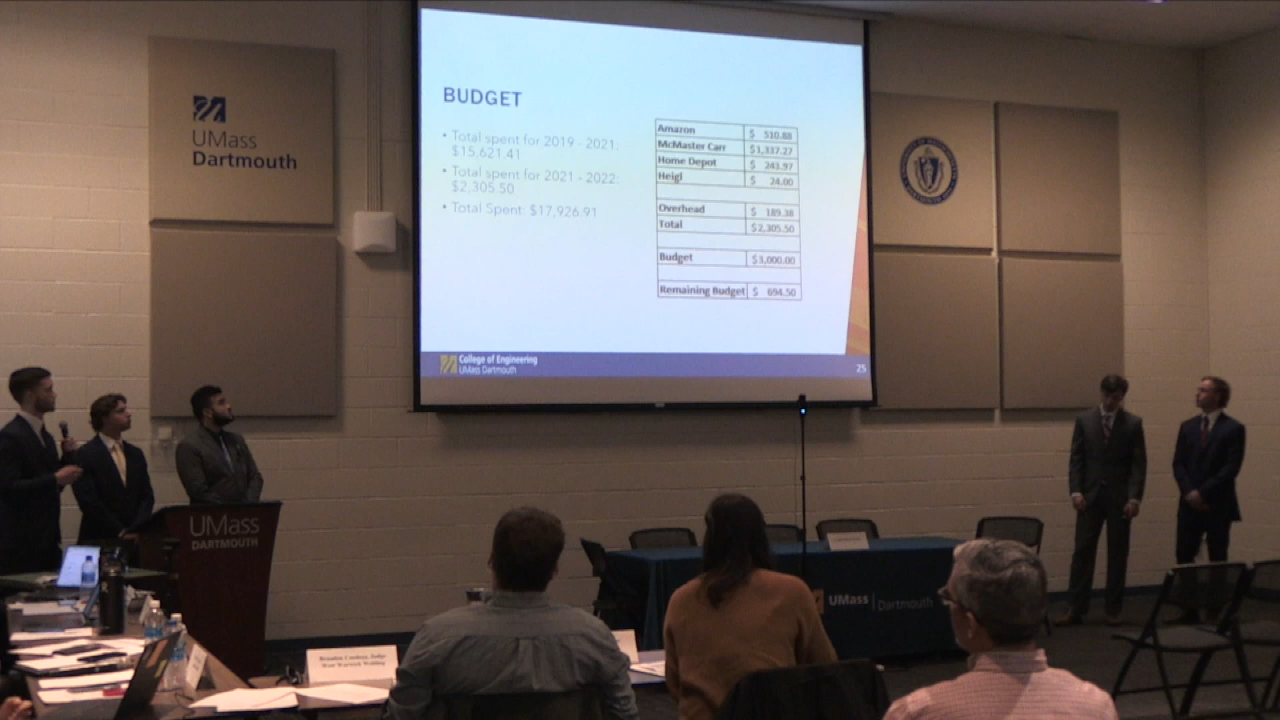 UMass
Dartmouth
BUDGET
• Total spent for 2019 - 2021:
$15,621.41
• Total spent for 2021 - 2022:
$2,305.50
• Total Spent: $17,926.91
Amazon $ 510.88
McMaster Carr $1,337.27
Home Depot $ 243.97
Heigl $ 24.00
Overhead $ 189.38
Total $2,305.50
Budget $3,000.00
Remaining Budget $ 694.50
College of Engineering
UMass Dartmouth
25
UMass
DARTMOUTH
UMass | Dartmouth